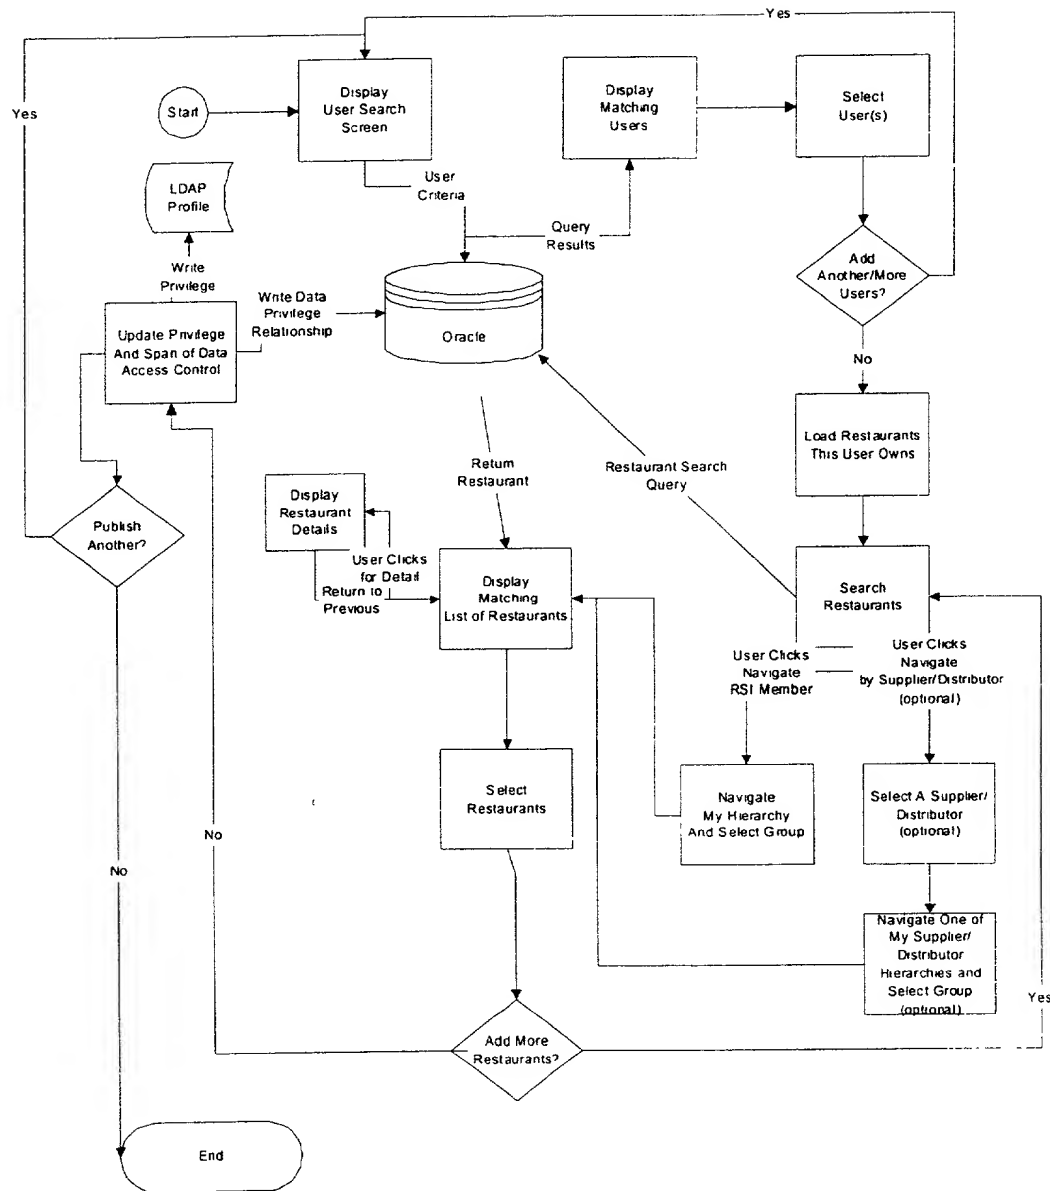 Yes
Yes
Start
Display
User Search
Screen
Display
Matching
Users
Select
User(s)
LDAP
Profile
User
Criteria
Query
Results
Add
Another/More
Users?
Write
Privilege
Write Data
Privilege
Relationship
Update Privilege
And Span of Data
Access Control
Oracle
No
Load Restaurants
This User Owns
Return
Restaurant
Restaurant Search
Query
Display
Restaurant
Details
Publish
Another?
User Clicks
for Detail
Return to
Previous
Display
Matching
List of Restaurants
Search
Restaurants
User Clicks
Navigate
RSI Member
User Clicks
Navigate
by Supplier/Distributor
(optional)
Select
Restaurants
Navigate
My Hierarchy
And Select Group
Select A Supplier/
Distributor
(optional)
No
No
Navigate One of
My Supplier/
Distributor
Hierarchies and
Select Group
(optional)
Yes
Add More
Restaurants?
End